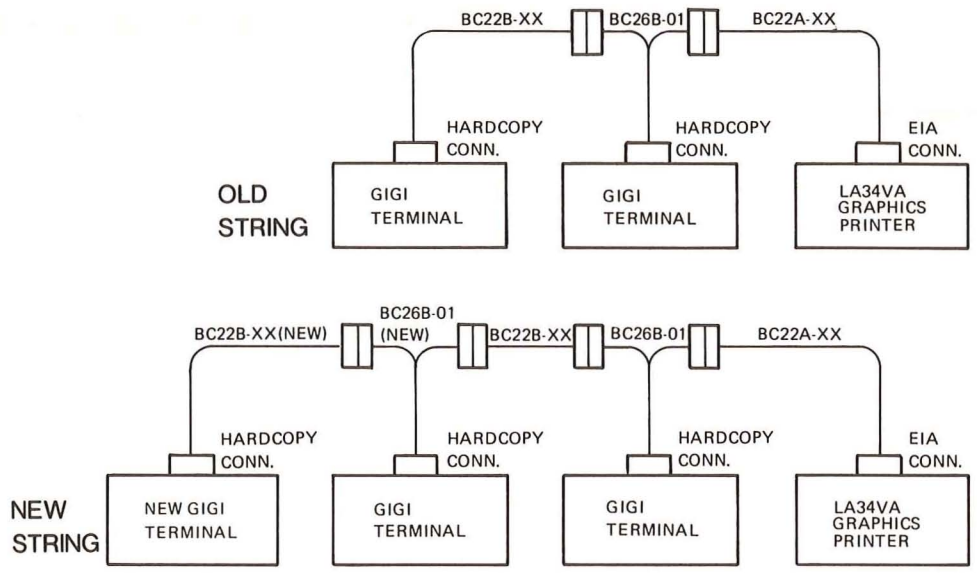 BC22B-XX BC26B-01 BC22A-XX
HARDCOPY CONN.
HARDCOPY CONN.
EIA CONN.
OLD STRING
GIGI TERMINAL
GIGI TERMINAL
LA34VA GRAPHICS PRINTER
BC22B-XX(NEW)
BC26B-01 (NEW)
BC22B-XX
BC26B-01
BC22A-XX
HARDCOPY CONN.
HARDCOPY CONN.
HARDCOPY CONN.
EIA CONN.
NEW STRING
NEW GIGI TERMINAL
GIGI TERMINAL
GIGI TERMINAL
LA34VA GRAPHICS PRINTER